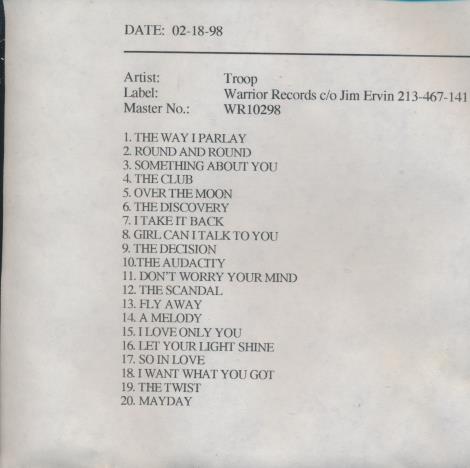 DATE: 02-18-98
Artist: Troop
Label: Warrior Records c/o Jim Ervin 213-467-141
Master No.: WR10298
1. THE WAY I PARLAY
2. ROUND AND ROUND
3. SOMETHING ABOUT YOU
4. THE CLUB
5. OVER THE MOON
6. THE DISCOVERY
7. I TAKE IT BACK
8. GIRL CAN I TALK TO YOU
9. THE DECISION
10.THE AUDACITY
11. DON'T WORRY YOUR MIND
12. THE SCANDAL
13. FLY AWAY
14. A MELODY
15. I LOVE ONLY YOU
16. LET YOUR LIGHT SHINE
17. SO IN LOVE
18. I WANT WHAT YOU GOT
19. THE TWIST
20. MAYDAY